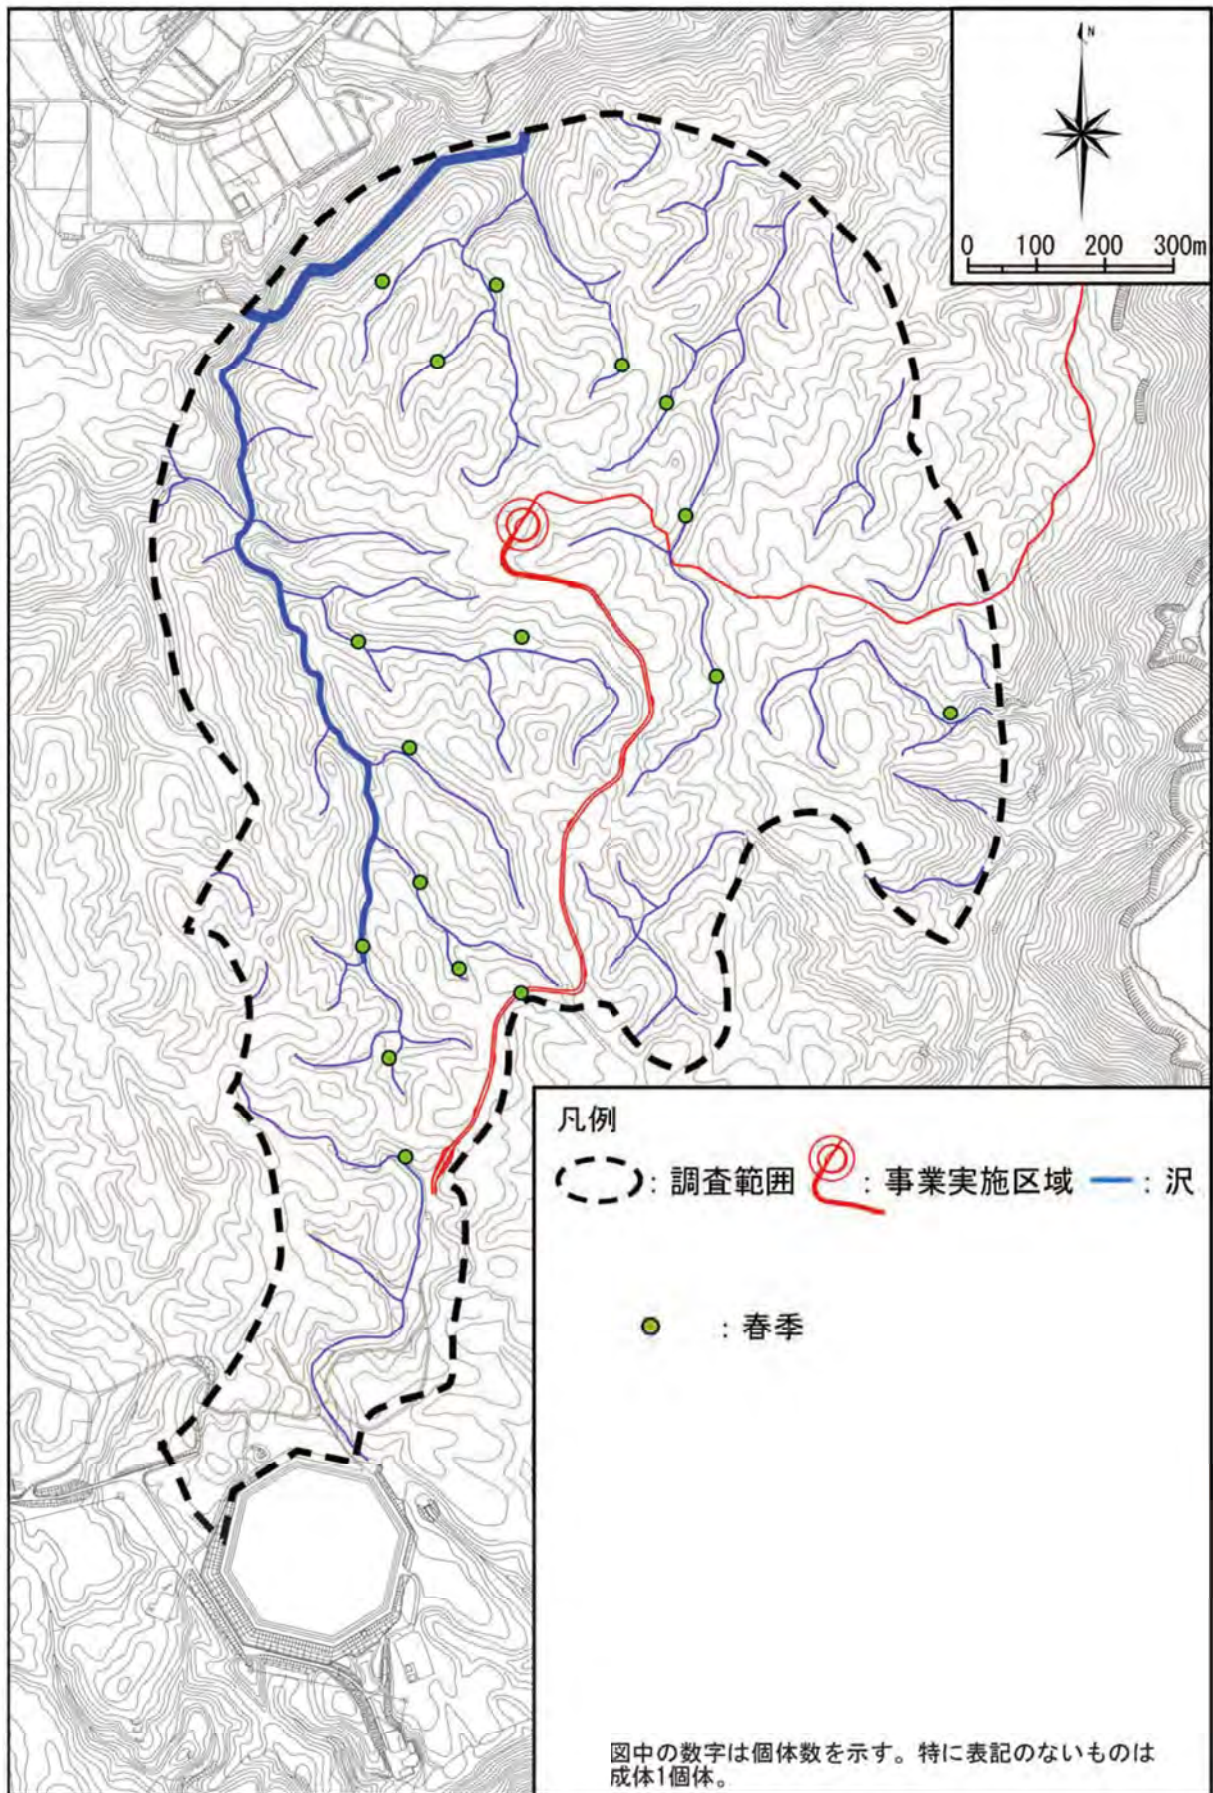 N
0 100 200 300m
凡例
：調査範囲 ：事業実施区域 ：沢
：春季
図中の数字は個体数を示す。特に表記のないものは
成体1個体。